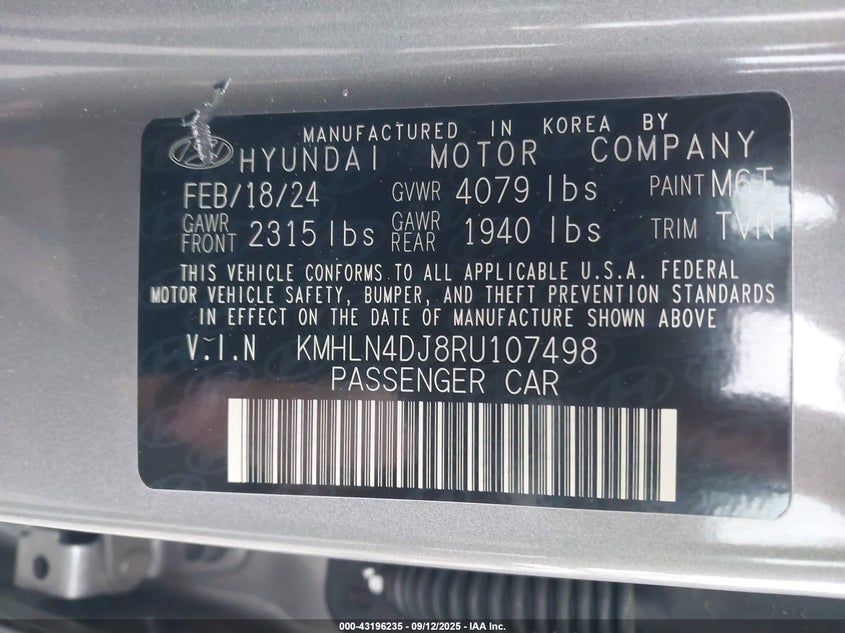 MANUFACTURED IN KOREA BY
HYUNDAI MOTOR COMPANY
FEB/18/24 GVWR 4079 lbs PAINT M6T
GAWR FRONT 2315 lbs GAWR REAR 1940 lbs TRIM TVN
THIS VEHICLE CONFORMS TO ALL APPLICABLE U.S.A. FEDERAL
MOTOR VEHICLE SAFETY, BUMPER, AND THEFT PREVENTION STANDARDS
IN EFFECT ON THE DATE OF MANUFACTURE SHOWN ABOVE
V.I.N KMHLN4DJ8RU107498
PASSENGER CAR
000-43196235 - 09/12/2025 - IAA Inc.